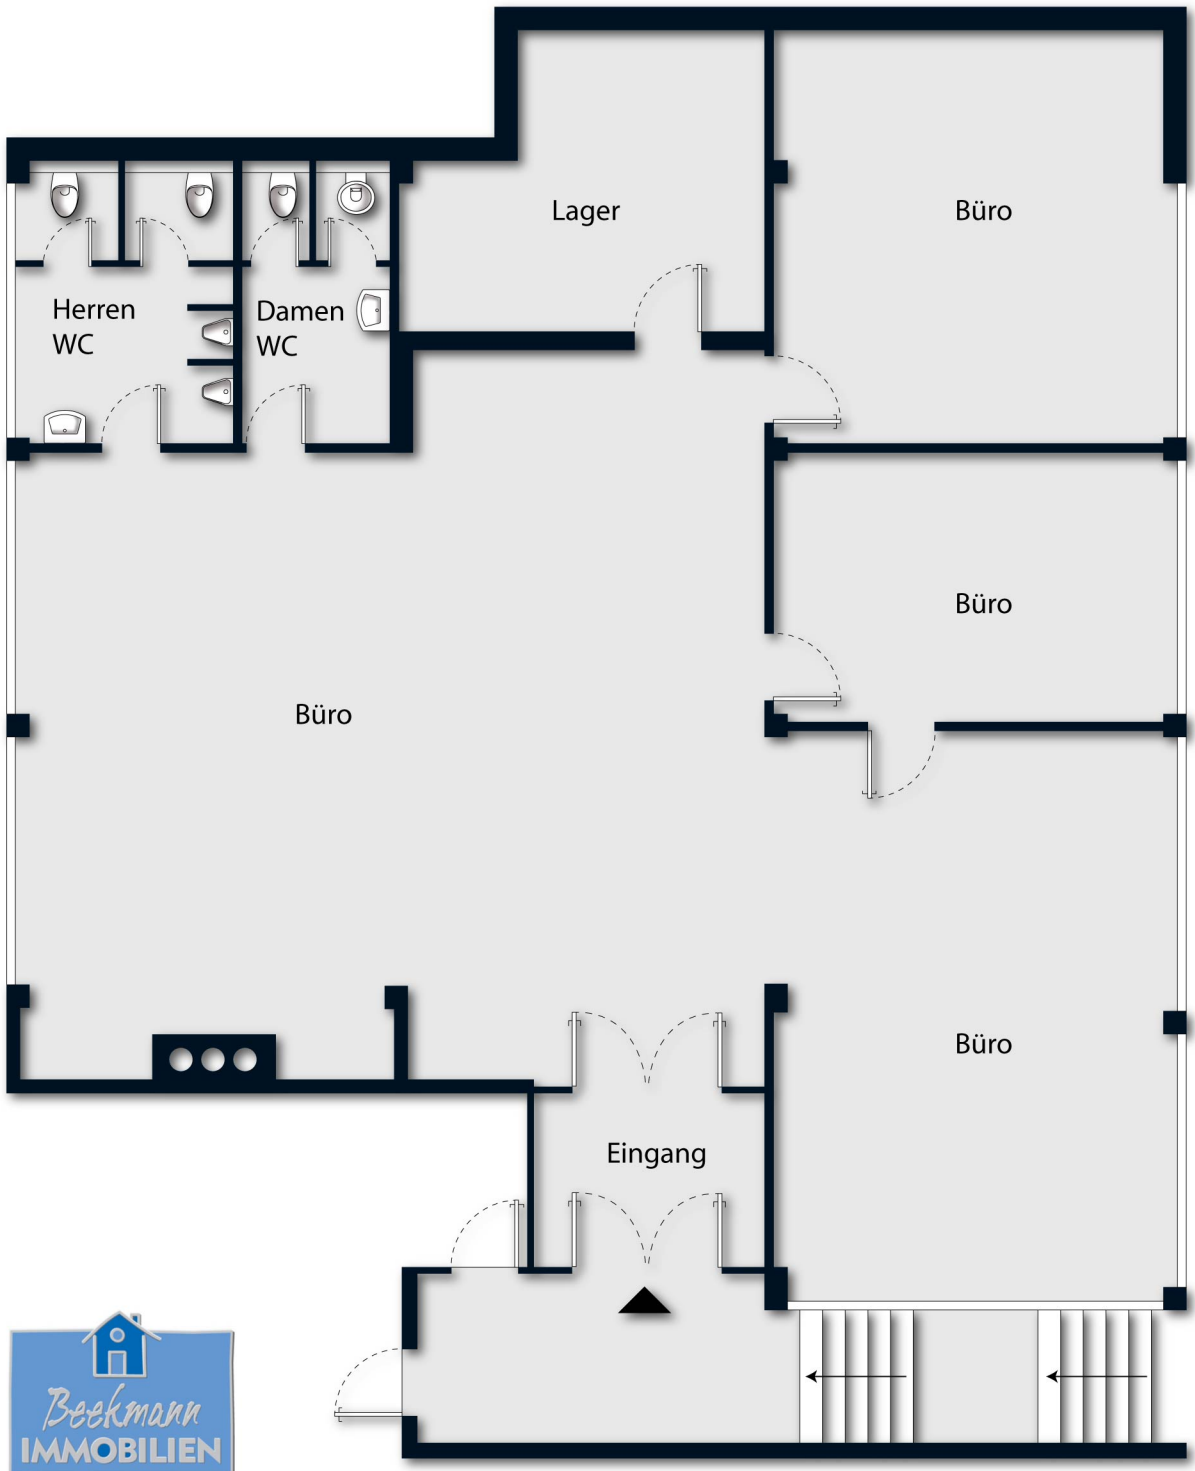 Lager
Büro
Herren
WC
Damen
WC
Büro
Büro
Büro
Eingang
Beekmann
IMMOBILIEN